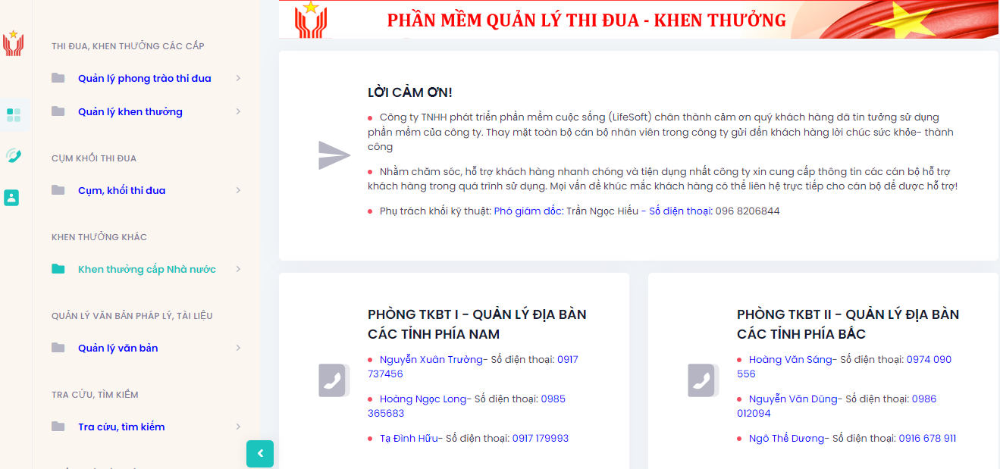 PHẦN MỀM QUẢN LÝ THI ĐUA - KHEN THƯỞNG
THI ĐUA, KHEN THƯỞNG CÁC CẤP
Quản lý phong trào thi đua
Quản lý khen thưởng
CỤM KHỐI THI ĐUA
Cụm, khối thi đua
KHEN THƯỞNG KHÁC
Khen thưởng cấp Nhà nước
QUẢN LÝ VĂN BẢN PHÁP LÝ, TÀI LIỆU
Quản lý văn bản
TRA CỨU, TÌM KIẾM
Tra cứu, tìm kiếm
LỜI CẢM ƠN!
Công ty TNHH phát triển phần mềm cuộc sống (LifeSoft) chân thành cảm ơn quý khách hàng đã tin tưởng sử dụng
phần mềm của công ty. Thay mặt toàn bộ cán bộ nhân viên trong công ty gửi đến khách hàng lời chúc sức khỏe- thành
công
Nhằm chăm sóc, hỗ trợ khách hàng nhanh chóng và tiện dụng nhất công ty xin cung cấp thông tin các cán bộ hỗ trợ
khách hàng trong quá trình sử dụng. Mọi vấn đề khúc mắc khách hàng có thể liên hệ trực tiếp cho cán bộ để được hỗ trợ!
Phụ trách khối kỹ thuật: Phó giám đốc: Trần Ngọc Hiếu - Số điện thoại: 096 8206844
PHÒNG TKBT I - QUẢN LÝ ĐỊA BÀN
CÁC TỈNH PHÍA NAM
Nguyễn Xuân Trường- Số điện thoại: 0917
737456
Hoàng Ngọc Long- Số điện thoại: 0985
365683
Tạ Đình Hữu- Số điện thoại: 0917 179993
PHÒNG TKBT II - QUẢN LÝ ĐỊA BÀN
CÁC TỈNH PHÍA BẮC
Hoàng Văn Sáng- Số điện thoại: 0974 090
556
Nguyễn Văn Dũng- Số điện thoại: 0986
012094
Ngô Thế Dương- Số điện thoại: 0916 678 911